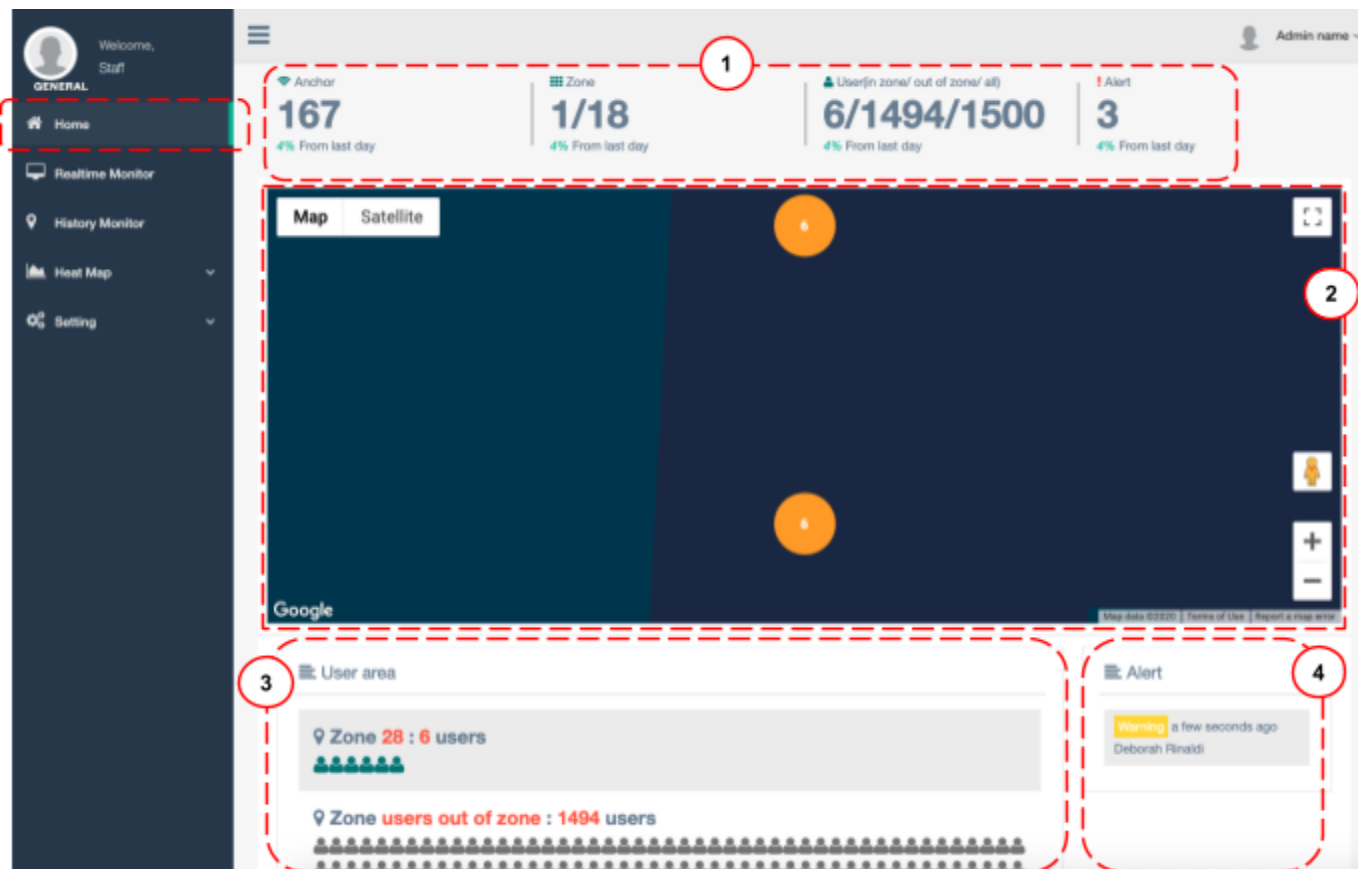 Welcome,
Staff
GENERAL
Home
Realtime Monitor
History Monitor
Heat Map
Setting
Admin name
1
Anchor
167
4% From last day
Zone
1/18
4% From last day
User(in zone/ out of zone/ all)
6/1494/1500
4% From last day
! Alert
3
4% From last day
Map Satellite
6
2
6
+
−
Google
Map data ©2020 Terms of Use Report a map error
3
User area
Zone 28 : 6 users
Zone users out of zone : 1494 users
Alert
4
Warning a few seconds ago
Deborah Rinaldi